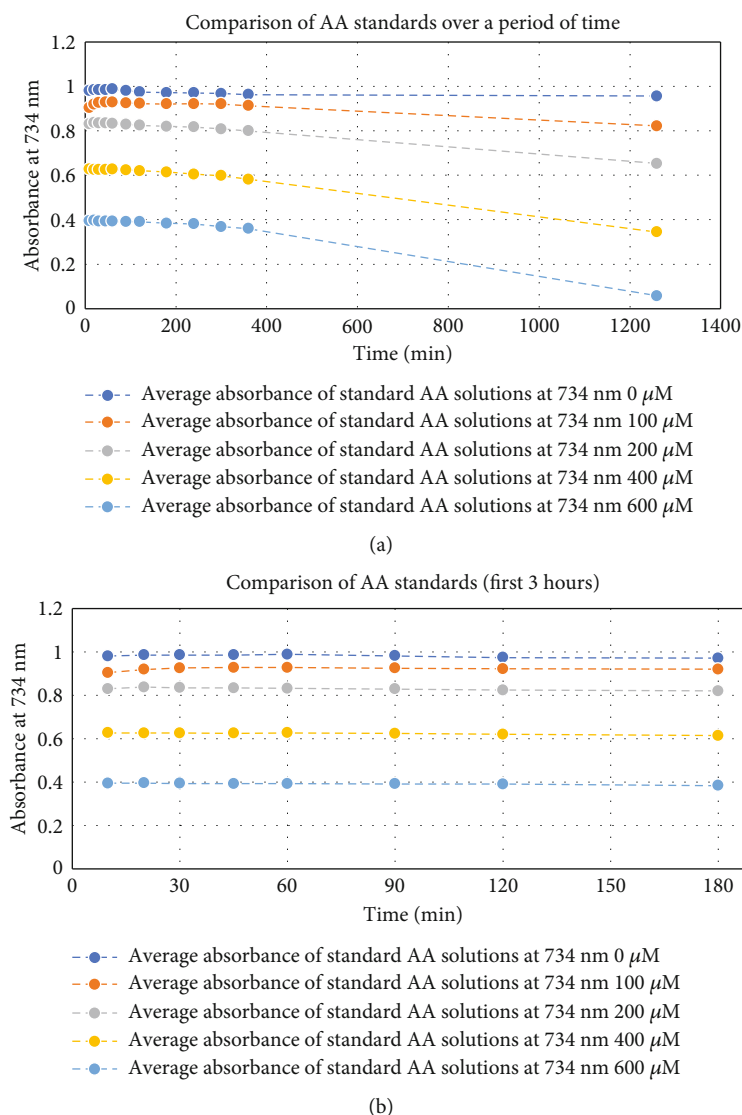 Comparison of AA standards over a period of time
1.2
1
0.8
0.6
0.4
0.2
0
Absorbance at 734 nm
0 200 400 600 800 1000 1200 1400
Time (min)
Average absorbance of standard AA solutions at 734 nm 0 μM
Average absorbance of standard AA solutions at 734 nm 100 μM
Average absorbance of standard AA solutions at 734 nm 200 μM
Average absorbance of standard AA solutions at 734 nm 400 μM
Average absorbance of standard AA solutions at 734 nm 600 μM
(a)
Comparison of AA standards (first 3 hours)
1.2
1
0.8
0.6
0.4
0.2
0
Absorbance at 734 nm
0 30 60 90 120 150 180
Time (min)
Average absorbance of standard AA solutions at 734 nm 0 μM
Average absorbance of standard AA solutions at 734 nm 100 μM
Average absorbance of standard AA solutions at 734 nm 200 μM
Average absorbance of standard AA solutions at 734 nm 400 μM
Average absorbance of standard AA solutions at 734 nm 600 μM
(b)